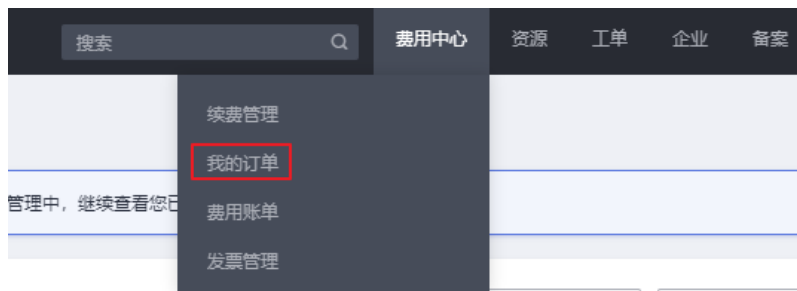 搜索 费用中心 资源 工单 企业 备案
续费管理
我的订单
管理中，继续查看您已
费用账单
发票管理